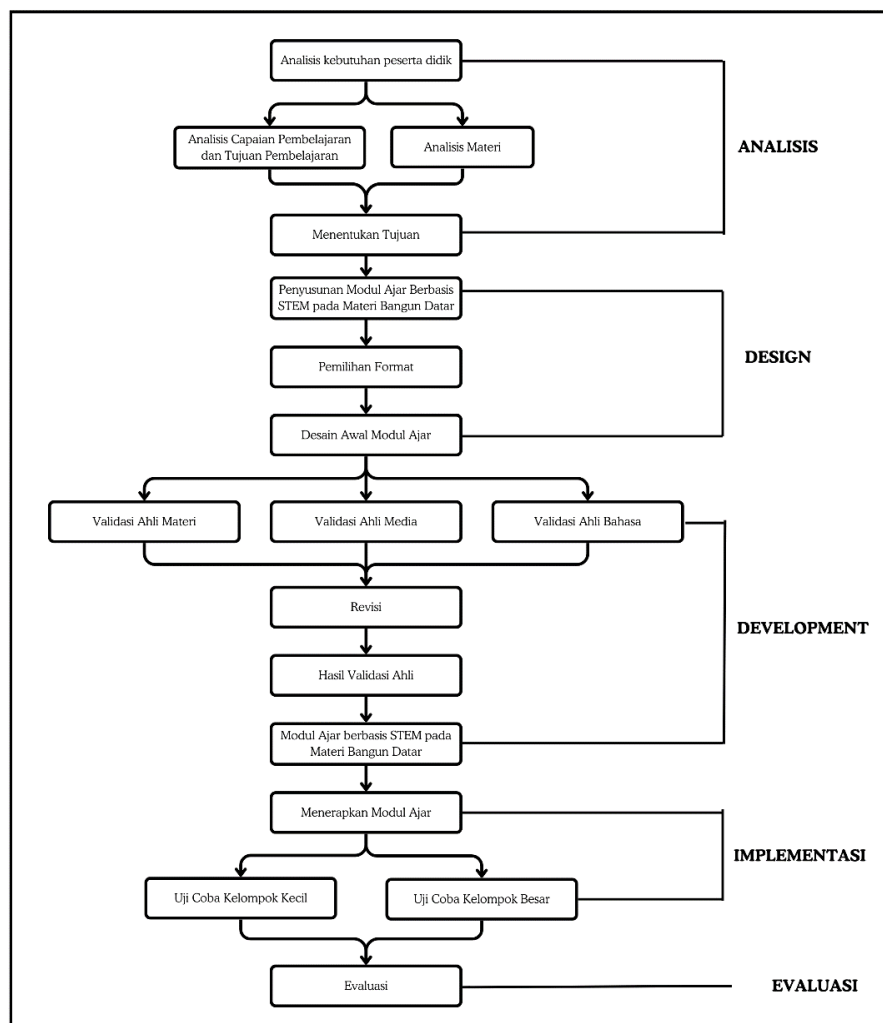 Analisis kebutuhan peserta didik
Analisis Capaian Pembelajaran
dan Tujuan Pembelajaran
Analisis Materi
ANALISIS
Menentukan Tujuan
Penyusunan Modul Ajar Berbasis
STEM pada Materi Bangun Datar
Pemilihan Format
DESIGN
Desain Awal Modul Ajar
Validasi Ahli Materi
Validasi Ahli Media
Validasi Ahli Bahasa
Revisi
DEVELOPMENT
Hasil Validasi Ahli
Modul Ajar berbasis STEM pada
Materi Bangun Datar
Menerapkan Modul Ajar
IMPLEMENTASI
Uji Coba Kelompok Kecil
Uji Coba Kelompok Besar
Evaluasi
EVALUASI